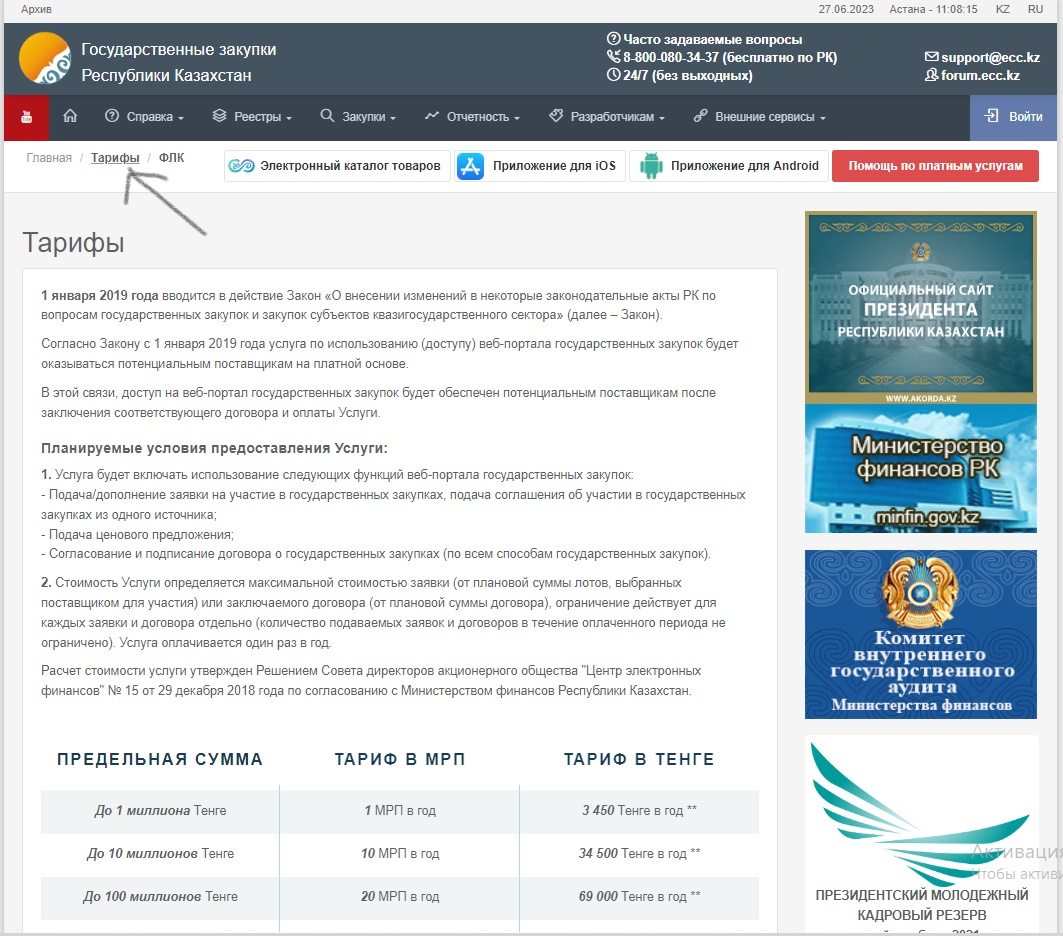 Архив
27.06.2023 Астана - 11:08:15 KZ RU
Государственные закупки
Республики Казахстан
Часто задаваемые вопросы
8-800-080-34-37 (бесплатно по РК)
24/7 (без выходных)
support@ecc.kz
forum.ecc.kz
Справка Реестры Закупки Отчетность Разработчикам Внешние сервисы Войти
Главная / Тарифы / ФЛК
Электронный каталог товаров
Приложение для iOS
Приложение для Android
Помощь по платным услугам
Тарифы
1 января 2019 года вводится в действие Закон «О внесении изменений в некоторые законодательные акты РК по
вопросам государственных закупок и закупок субъектов квазигосударственного сектора» (далее – Закон).
Согласно Закону с 1 января 2019 года услуга по использованию (доступу) веб-портала государственных закупок будет
оказываться потенциальным поставщикам на платной основе.
В этой связи, доступ на веб-портал государственных закупок будет обеспечен потенциальным поставщикам после
заключения соответствующего договора и оплаты Услуги.
Планируемые условия предоставления Услуги:
1. Услуга будет включать использование следующих функций веб-портала государственных закупок:
- Подача/дополнение заявки на участие в государственных закупках, подача соглашения об участии в государственных
закупках из одного источника;
- Подача ценового предложения;
- Согласование и подписание договора о государственных закупках (по всем способам государственных закупок).
2. Стоимость Услуги определяется максимальной стоимостью заявки (от плановой суммы лотов, выбранных
поставщиком для участия) или заключаемого договора (от плановой суммы договора), ограничение действует для
каждых заявки и договора отдельно (количество подаваемых заявок и договоров в течение оплаченного периода не
ограничено). Услуга оплачивается один раз в год.
Расчет стоимости услуги утвержден Решением Совета директоров акционерного общества "Центр электронных
финансов" № 15 от 29 декабря 2018 года по согласованию с Министерством финансов Республики Казахстан.
ПРЕДЕЛЬНАЯ СУММА ТАРИФ В МРП ТАРИФ В ТЕНГЕ
До 1 миллиона Тенге 1 МРП в год 3 450 Тенге в год **
До 10 миллионов Тенге 10 МРП в год 34 500 Тенге в год **
До 100 миллионов Тенге 20 МРП в год 69 000 Тенге в год **
ОФИЦИАЛЬНЫЙ САЙТ
ПРЕЗИДЕНТА
РЕСПУБЛИКИ КАЗАХСТАН
WWW.AKORDA.KZ
Министерство
финансов РК
minfin.gov.kz
Комитет
внутреннего
государственного
аудита
Министерства финансов
Активация
Чтобы активи
ПРЕЗИДЕНТСКИЙ МОЛОДЕЖНЫЙ
КАДРОВЫЙ РЕЗЕРВ